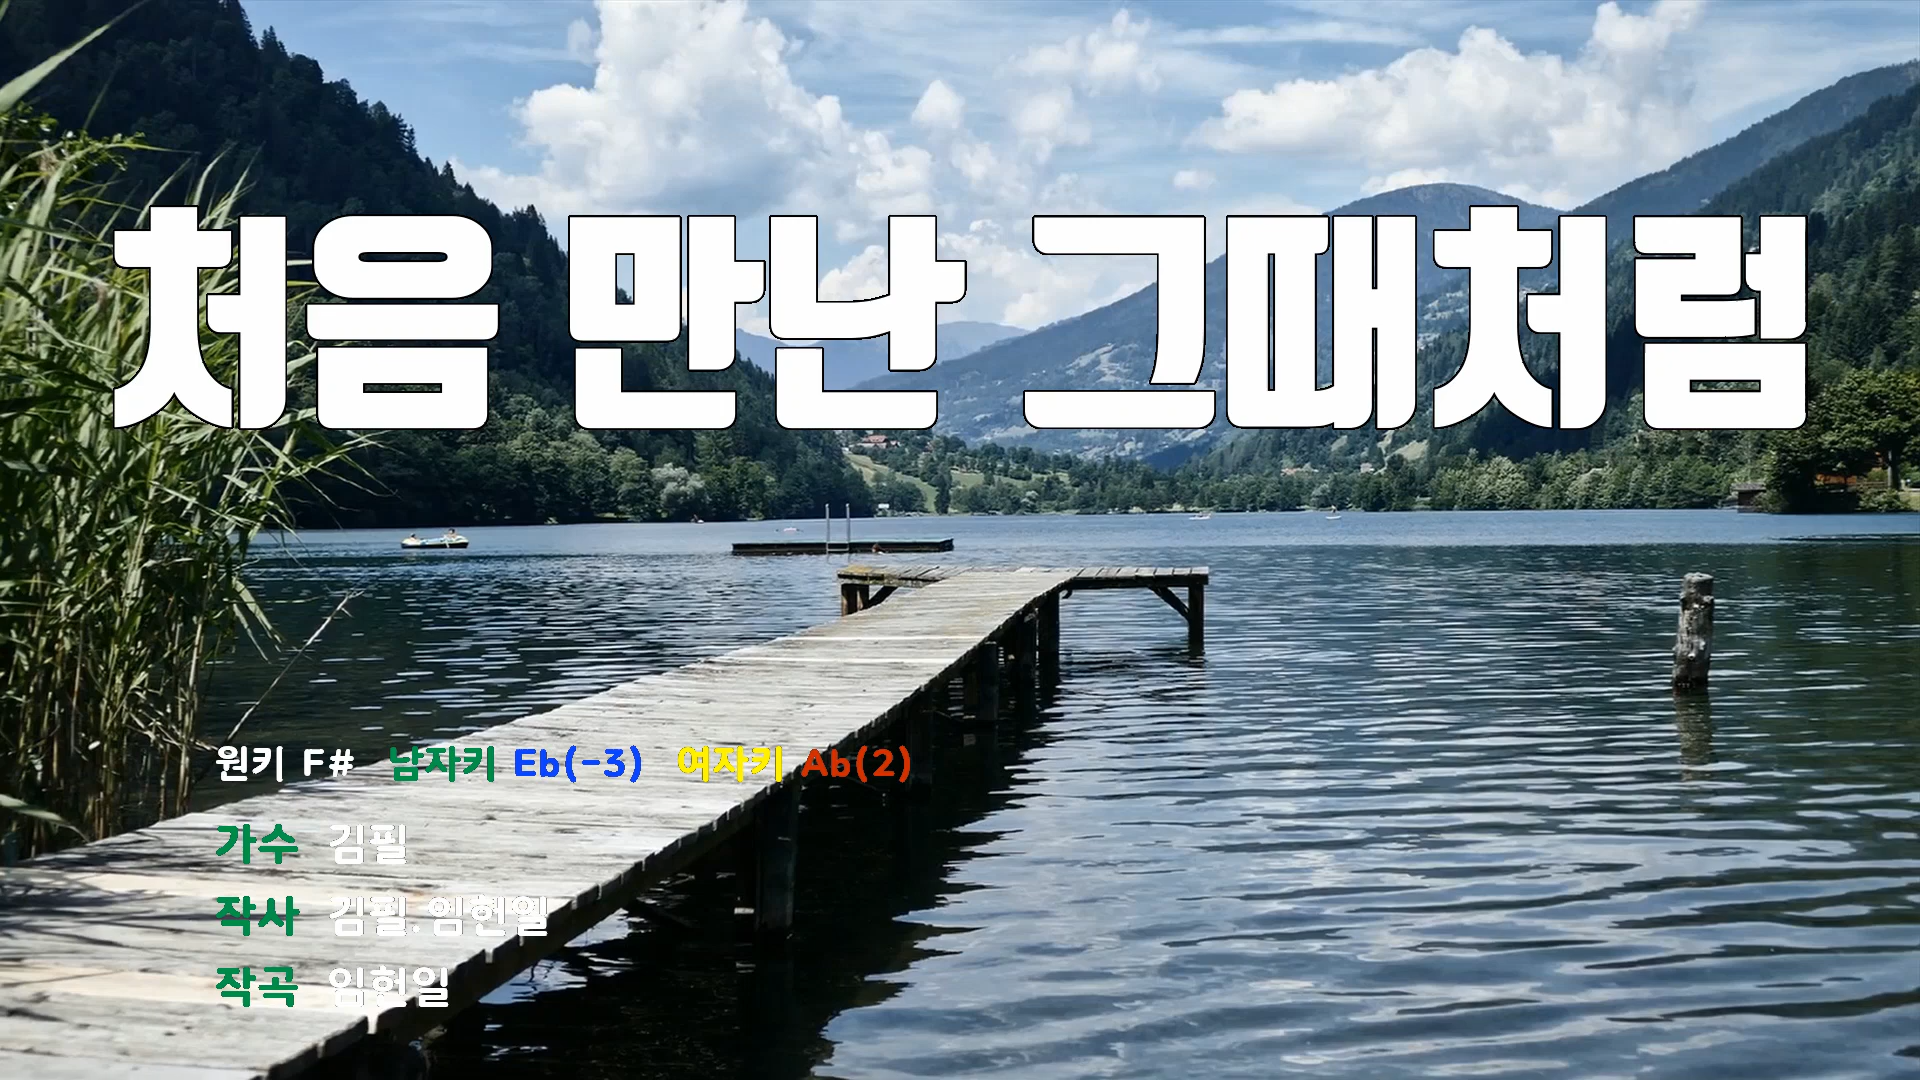 처음 만난 그때처럼
원키 F# 남자키 Eb(-3) 여자키 Ab(2)
가수 김필
작사 김필.임헌일
작곡 임헌일